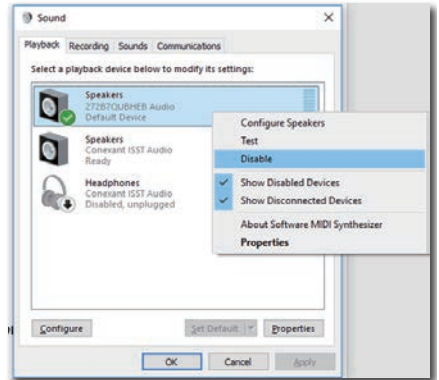 Sound
Playback Recording Sounds Communications
Select a playback device below to modify its settings:
Speakers
272B7QUBHEB Audio
Default Device
Speakers
Conexant ISST Audio
Ready
Headphones
Conexant ISST Audio
Disabled, unplugged
Configure Speakers
Test
Disable
Show Disabled Devices
Show Disconnected Devices
About Software MIDI Synthesizer
Properties
Configure Set Default Properties
OK Cancel Apply